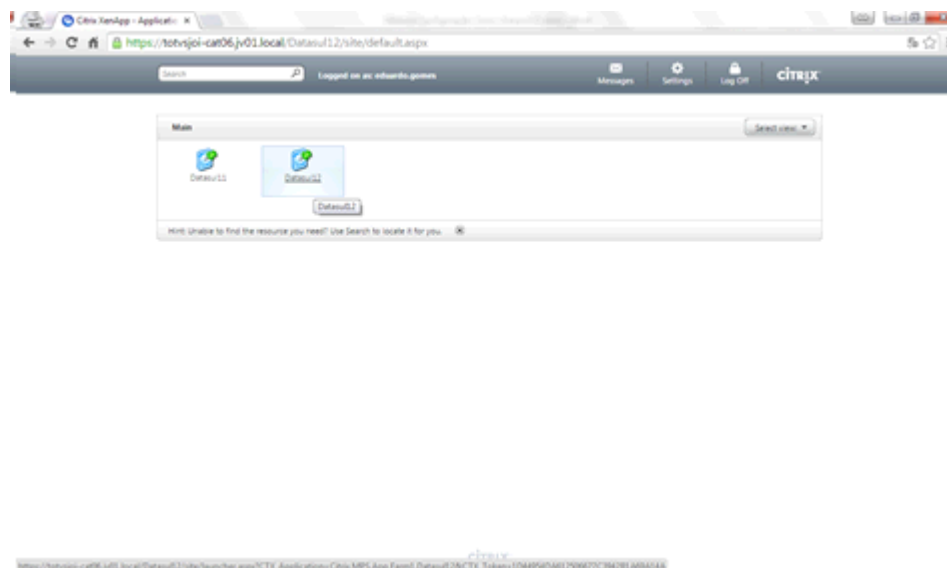 Citrix XenApp - Applicatio
https://totvsjoi-cat06.jv01.local/Datasul12/site/default.aspx
Search
Logged on as: eduardo.gomes
Messages
Settings
Log Off
CITRIX
Main
Select view:
Datasul11
Datasul12
Datasul12
Hint: Unable to find the resource you need? Use Search to locate it for you.
CITRIX